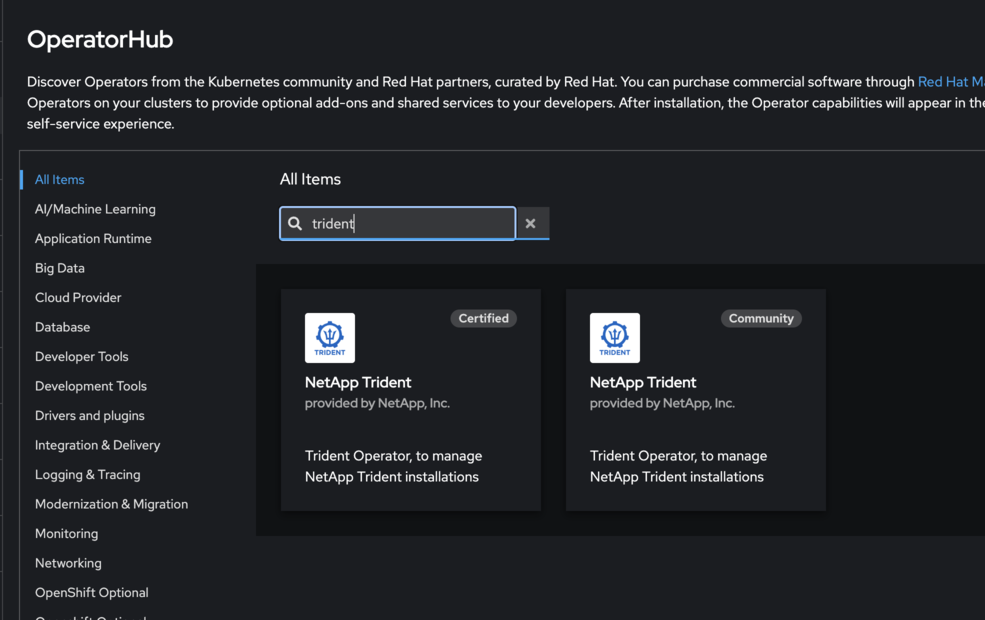 OperatorHub
Discover Operators from the Kubernetes community and Red Hat partners, curated by Red Hat. You can purchase commercial software through Red Hat
Operators on your clusters to provide optional add-ons and shared services to your developers. After installation, the Operator capabilities will appear in the
self-service experience.
All Items
AI/Machine Learning
Application Runtime
Big Data
Cloud Provider
Database
Developer Tools
Development Tools
Drivers and plugins
Integration & Delivery
Logging & Tracing
Modernization & Migration
Monitoring
Networking
OpenShift Optional
All Items
trident
Certified
TRIDENT
NetApp Trident
provided by NetApp, Inc.
Trident Operator, to manage
NetApp Trident installations
Community
TRIDENT
NetApp Trident
provided by NetApp, Inc.
Trident Operator, to manage
NetApp Trident installations